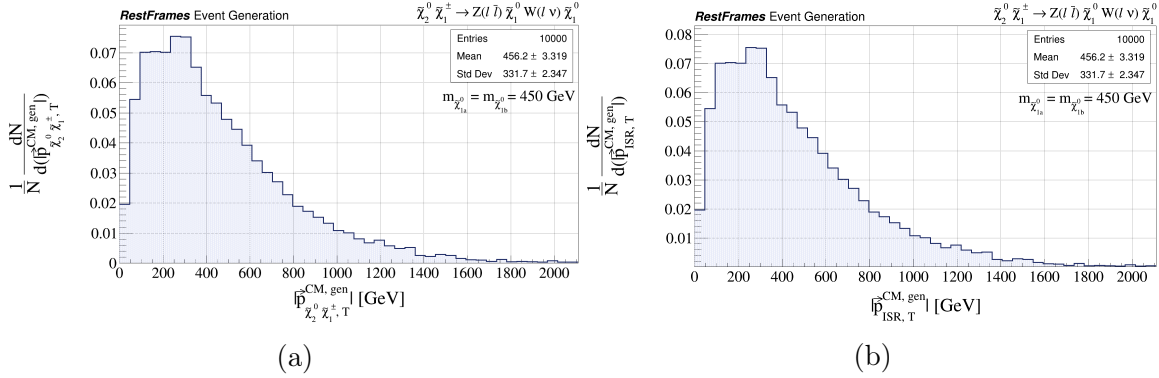 RestFrames Event Generation
χ̃₂⁰ χ̃₁± → Z(l l̄) χ̃₁⁰ W(l ν) χ̃₁⁰
Entries 10000
Mean 456.2 ± 3.319
Std Dev 331.7 ± 2.347
m_χ̃⁰₁ₐ = m_χ̃⁰₁b = 450 GeV
1/N dN/d(|p⃗^CM, gen_χ̃₂⁰ χ̃₁±, T|)
0.07
0.06
0.05
0.04
0.03
0.02
0.01
0
0 200 400 600 800 1000 1200 1400 1600 1800 2000
|p⃗^CM, gen_χ̃₂⁰ χ̃₁±, T| [GeV]
(a)
RestFrames Event Generation
χ̃₂⁰ χ̃₁± → Z(l l̄) χ̃₁⁰ W(l ν) χ̃₁⁰
Entries 10000
Mean 456.2 ± 3.319
Std Dev 331.7 ± 2.347
m_χ̃⁰₁ₐ = m_χ̃⁰₁b = 450 GeV
1/N dN/d(|p⃗^CM, gen_ISR, T|)
0.08
0.07
0.06
0.05
0.04
0.03
0.02
0.01
0 200 400 600 800 1000 1200 1400 1600 1800 2000
|p⃗^CM, gen_ISR, T| [GeV]
(b)